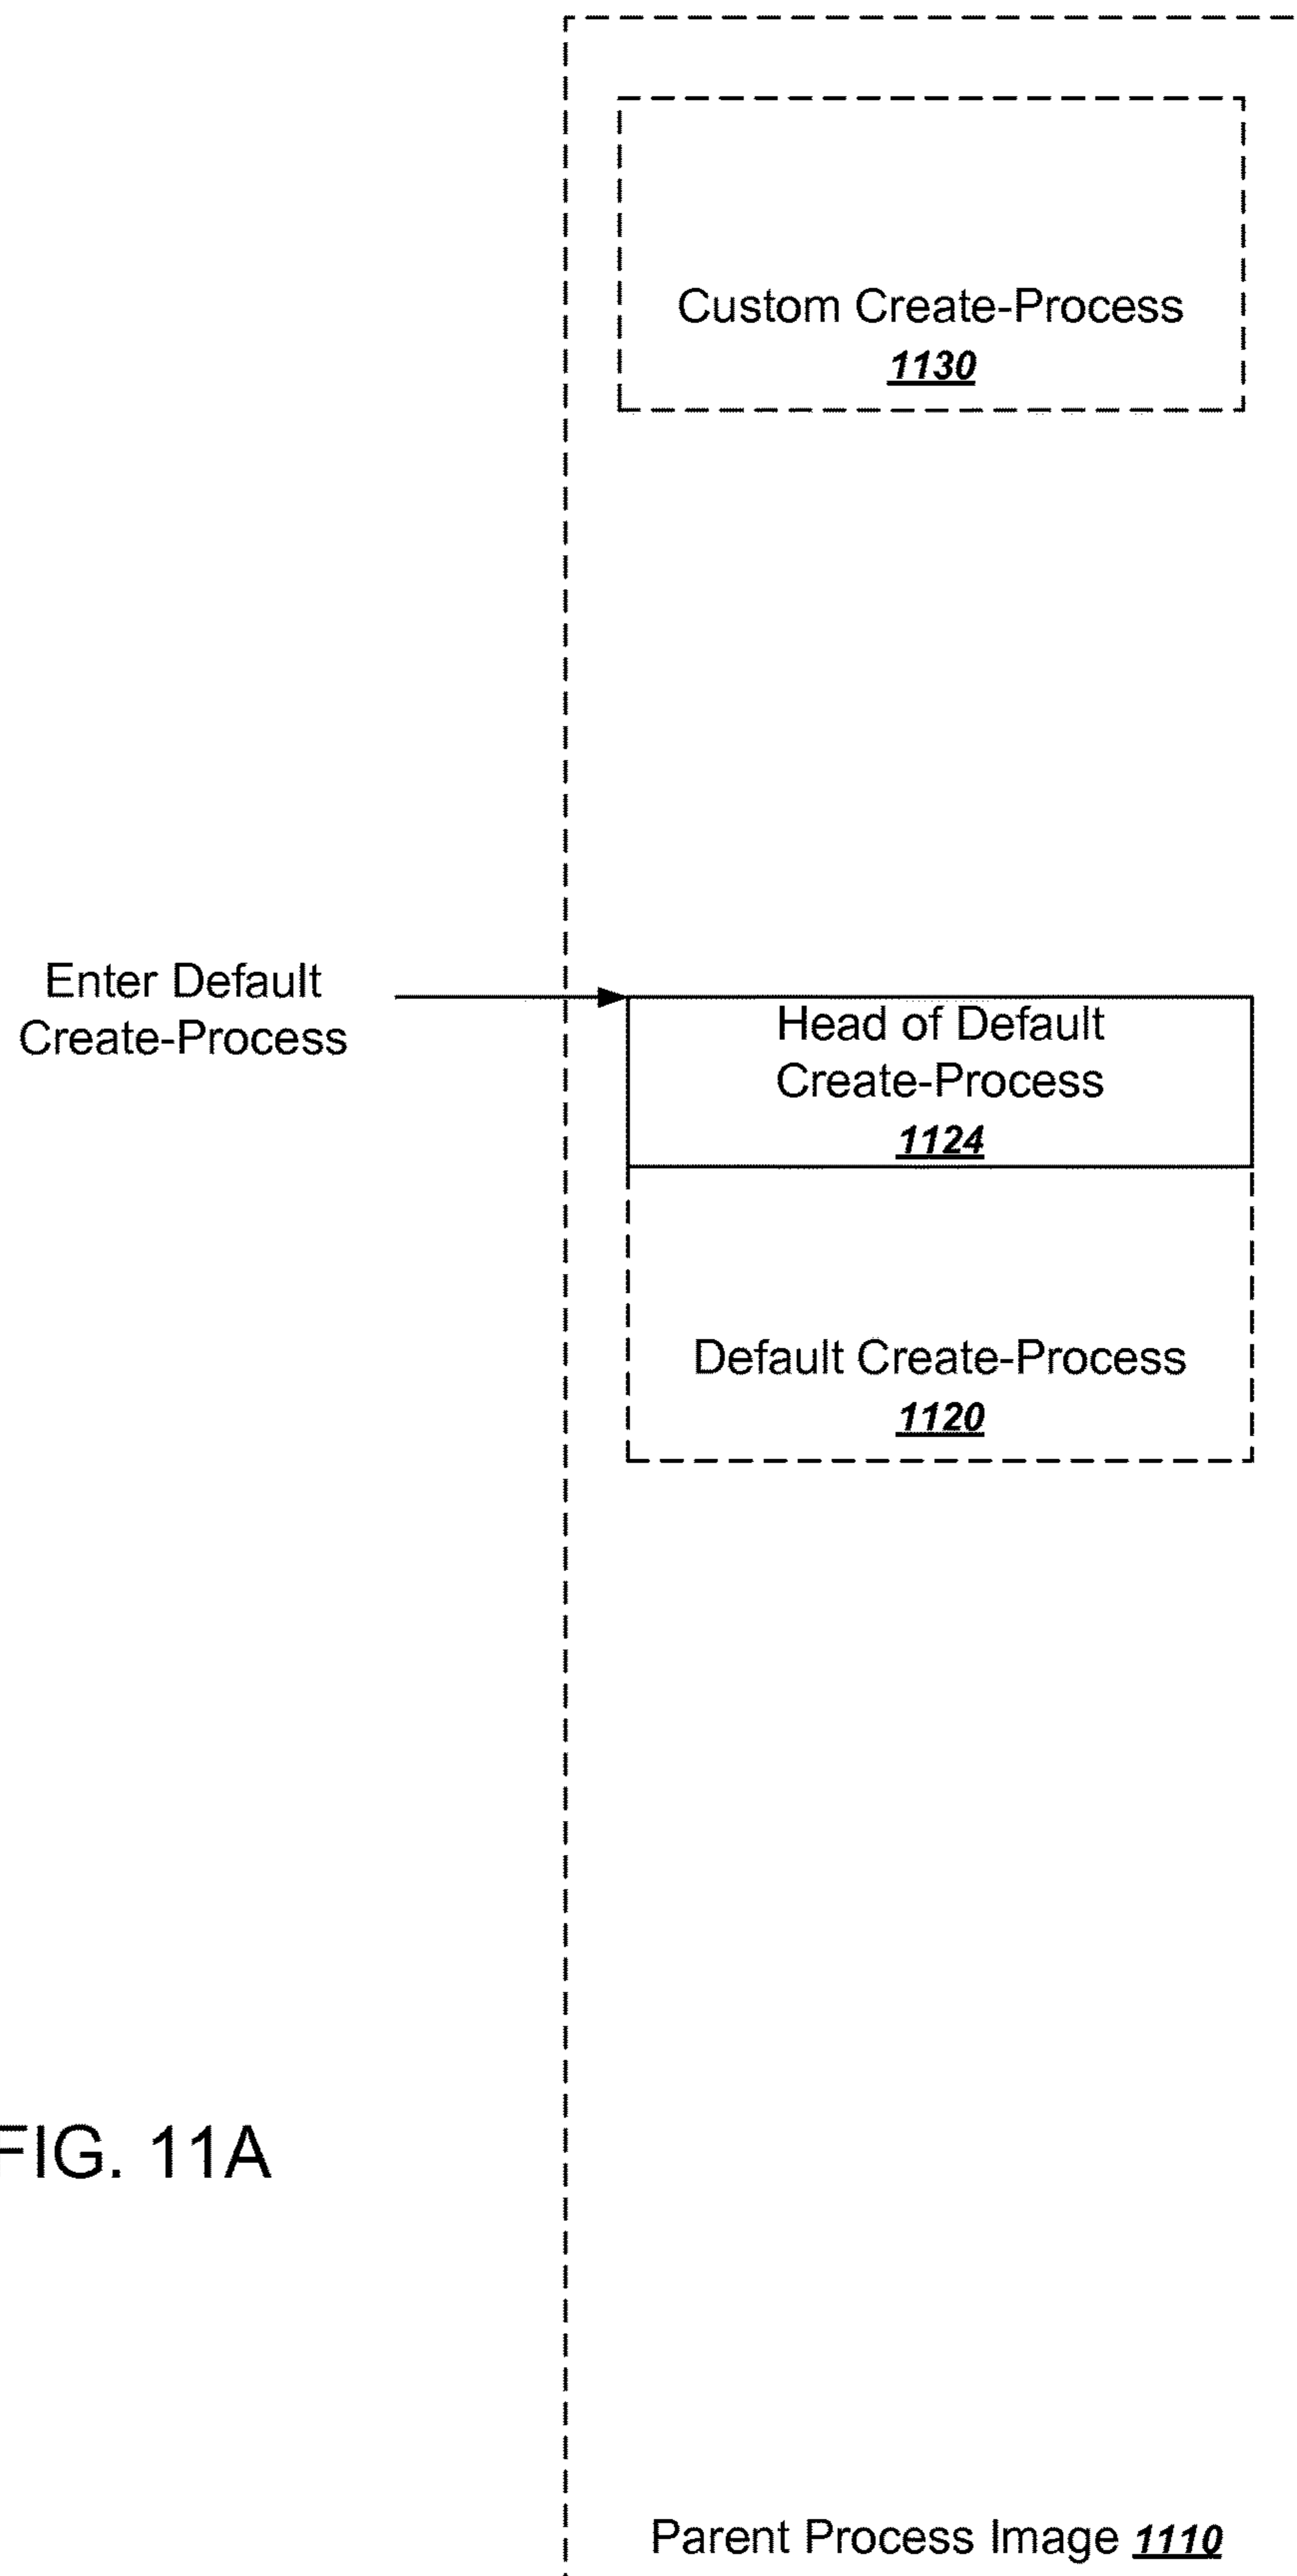 Custom Create-Process
1130
Enter Default
Create-Process
Head of Default
Create-Process
1124
Default Create-Process
1120
FIG. 11A
Parent Process Image 1110